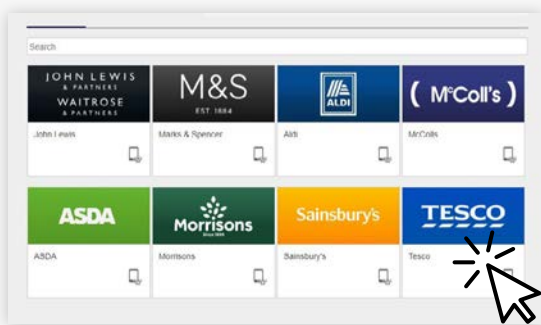 Search
JOHN LEWIS
& PARTNERS
WAITROSE
& PARTNERS
M&S
EST. 1884
ALDI
( McColl's )
John Lewis
Marks & Spencer
Aldi
McColls
ASDA
Morrisons
Since 1899
Sainsbury's
TESCO
ASDA
Morrisons
Sainsbury's
Tesco